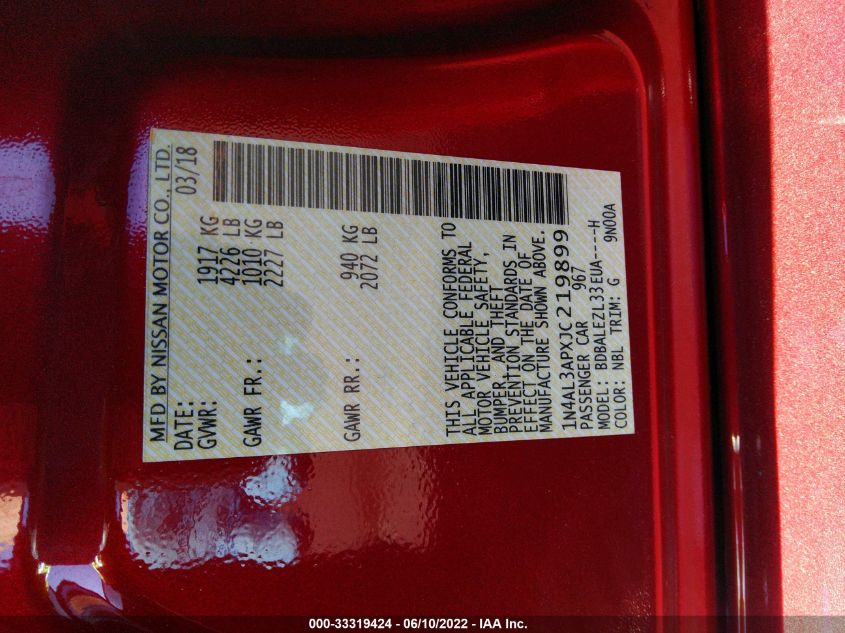 MFD BY NISSAN MOTOR CO., LTD.
DATE: 03/18
GVWR: 1917 KG
4226 LB
GAWR FR.: 1010 KG
2227 LB
GAWR RR.: 940 KG
2072 LB
THIS VEHICLE CONFORMS TO
ALL APPLICABLE FEDERAL
MOTOR VEHICLE SAFETY,
BUMPER, AND THEFT
PREVENTION STANDARDS IN
EFFECT ON THE DATE OF
MANUFACTURE SHOWN ABOVE.
1N4AL3APXJC219899
PASSENGER CAR 967
MODEL: BDBALEZL33EUA----H
COLOR: NBL TRIM: G 9N00A
000-33319424 - 06/10/2022 - IAA Inc.